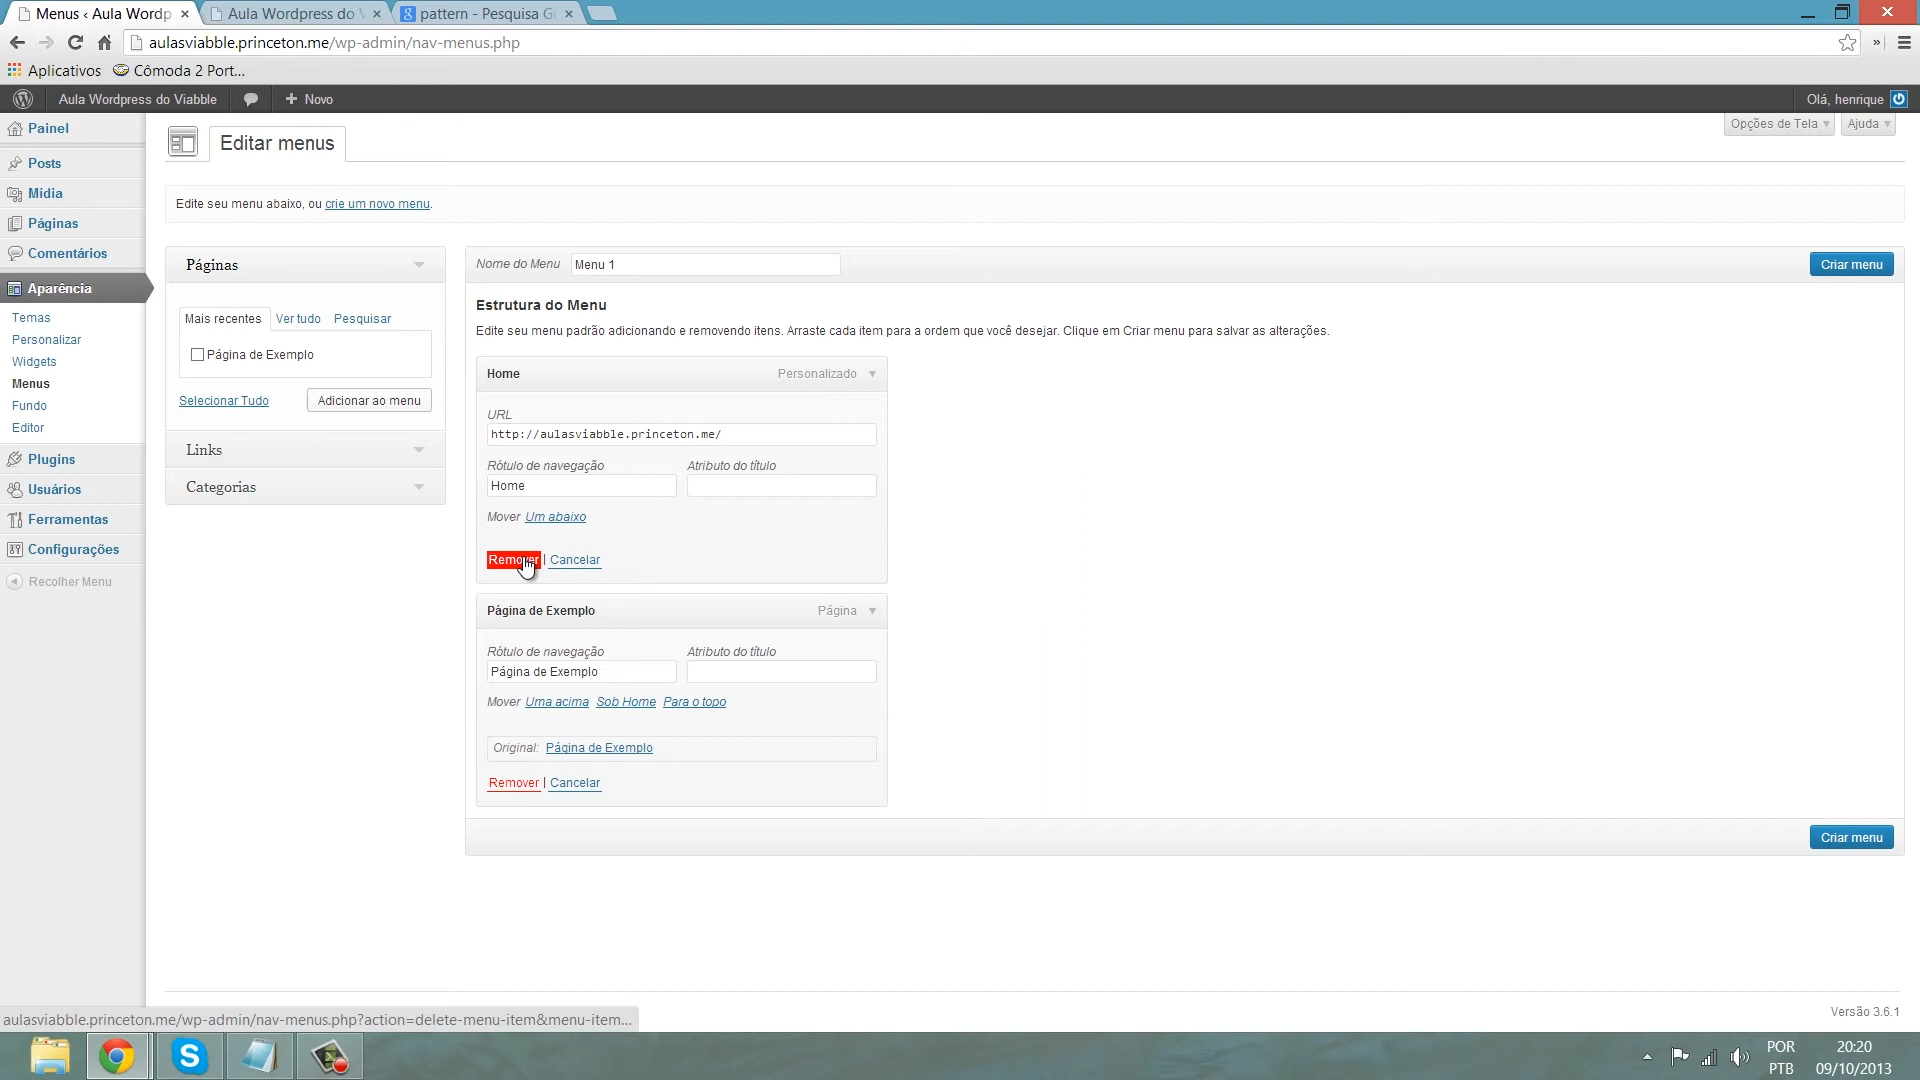 Menus ‹ Aula Wordp
Aula Wordpress do V
pattern - Pesquisa Go
aulasviabble.princeton.me/wp-admin/nav-menus.php
»
Aplicativos
Cômoda 2 Port...
Aula Wordpress do Viabble
+ Novo
Olá, henrique
Painel
Posts
Mídia
Páginas
Comentários
Aparência
Temas
Personalizar
Widgets
Menus
Fundo
Editor
Plugins
Usuários
Ferramentas
Configurações
Recolher Menu
Editar menus
Opções de Tela
Ajuda
Edite seu menu abaixo, ou crie um novo menu.
Páginas
Mais recentes
Ver tudo
Pesquisar
Página de Exemplo
Selecionar Tudo
Adicionar ao menu
Links
Categorias
Nome do Menu
Menu 1
Criar menu
Estrutura do Menu
Edite seu menu padrão adicionando e removendo itens. Arraste cada item para a ordem que você desejar. Clique em Criar menu para salvar as alterações.
Home
Personalizado
URL
http://aulasviabble.princeton.me/
Rótulo de navegação
Atributo do título
Home
Mover Um abaixo
Remover | Cancelar
Página de Exemplo
Página
Rótulo de navegação
Atributo do título
Página de Exemplo
Mover Uma acima Sob Home Para o topo
Original: Página de Exemplo
Remover | Cancelar
Criar menu
Versão 3.6.1
aulasviabble.princeton.me/wp-admin/nav-menus.php?action=delete-menu-item&menu-item...
POR
PTB
20:20
09/10/2013